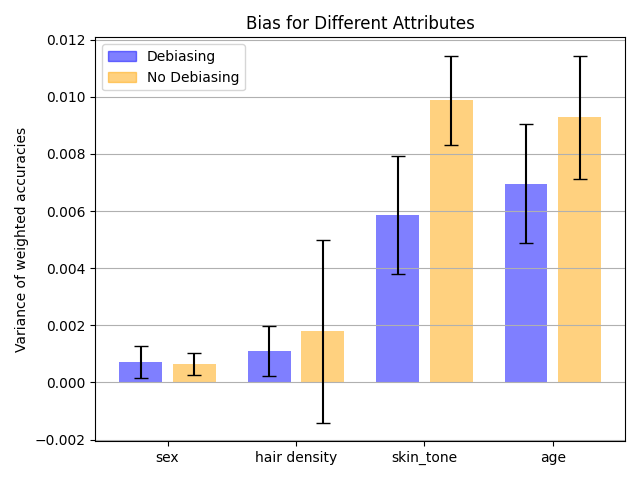 Bias for Different Attributes
Debiasing
No Debiasing
Variance of weighted accuracies
0.012
0.010
0.008
0.006
0.004
0.002
0.000
−0.002
sex
hair density
skin_tone
age